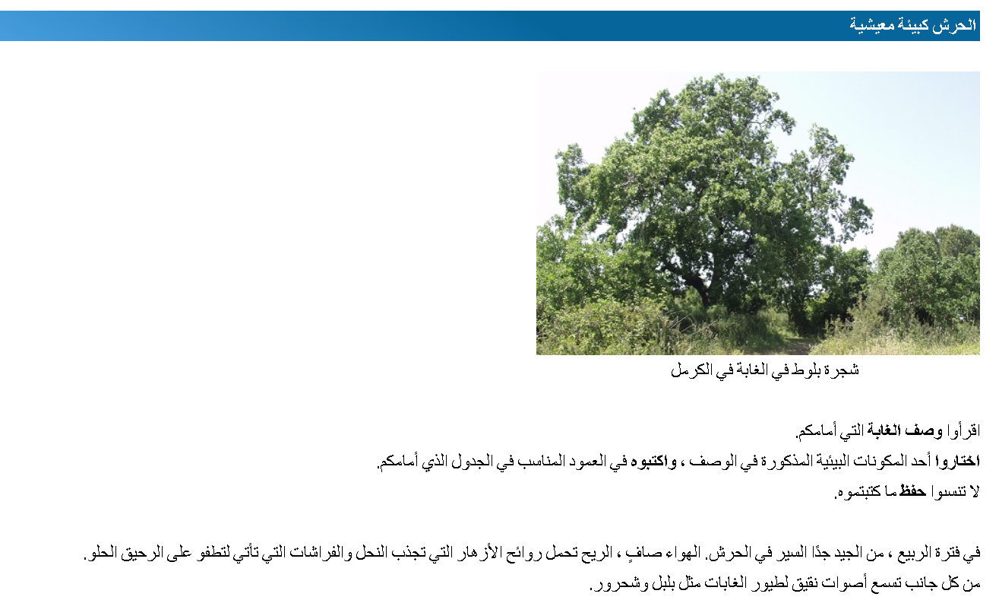 الحرش كبيئة معيشية
شجرة بلوط في الغابة في الكرمل
اقرأوا وصف الغابة التي أمامكم.
اختاروا أحد المكونات البيئية المذكورة في الوصف ، واكتبوه في العمود المناسب في الجدول الذي أمامكم.
لا تنسوا حفظ ما كتبتموه.
في فترة الربيع ، من الجيد جدًا السير في الحرش. الهواء صافٍ ، الريح تحمل روائح الأزهار التي تجذب النحل والفراشات التي تأتي لتطفو على الرحيق الحلو.
من كل جانب تسمع أصوات نقيق لطيور الغابات مثل بلبل وشحرور.